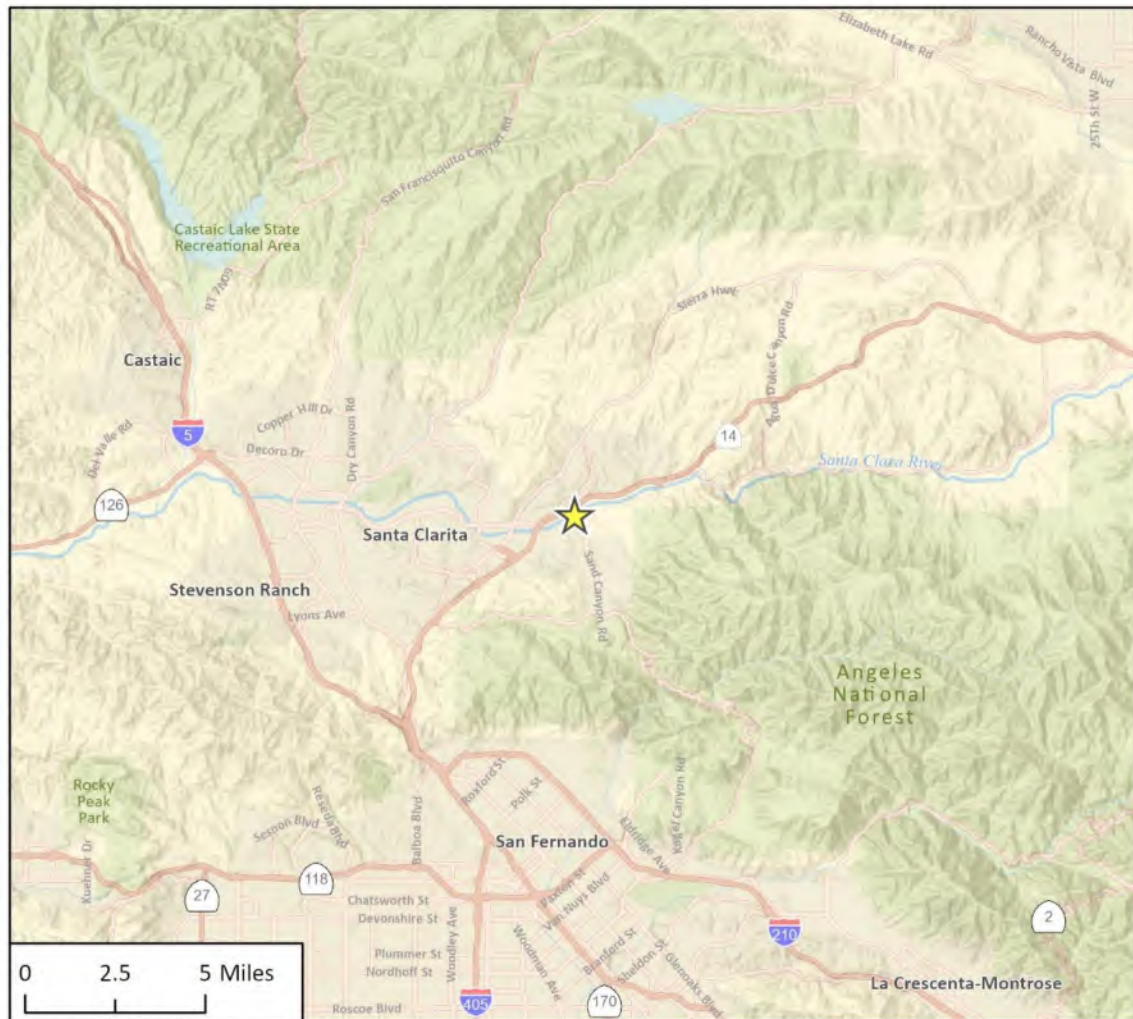 Elizabeth Lake Rd
Rancho Vista Blvd
25Th St W
San Francisquito Canyon Rd
Castaic Lake State
Recreational Area
RT 7N09
Sierra Hwy
Agua Dulce Canyon Rd
Castaic
Copper Hill Dr
Dry Canyon Rd
5
Del Valle Rd
Decoro Dr
14
Santa Clara River
126
Santa Clarita
Stevenson Ranch
Sand Canyon Rd
Lyons Ave
Angeles
National
Forest
Rocky
Peak
Park
Roxford St
Polk St
Reseda Blvd
Sesnon Blvd
Balboa Blvd
San Fernando
Eldridge Ave
Kagel Canyon Rd
Kuehner Dr
118
27
Paxton St
Van Nuys Blvd
Chatsworth St
Devonshire St
2
210
Woodley Ave
Woodman Ave
Plummer St
Nordhoff St
Branford St
Sheldon St
Glenoaks Blvd
0 2.5 5 Miles
La Crescenta-Montrose
405
170
Roscoe Blvd